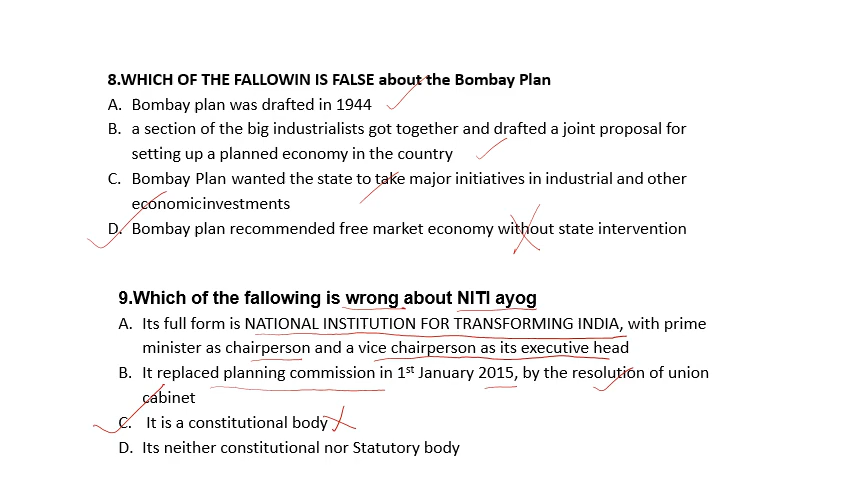 8.WHICH OF THE FALLOWIN IS FALSE about the Bombay Plan
A. Bombay plan was drafted in 1944
B. a section of the big industrialists got together and drafted a joint proposal for
setting up a planned economy in the country
C. Bombay Plan wanted the state to take major initiatives in industrial and other
economicinvestments
D. Bombay plan recommended free market economy without state intervention
9.Which of the fallowing is wrong about NITI ayog
A. Its full form is NATIONAL INSTITUTION FOR TRANSFORMING INDIA, with prime
minister as chairperson and a vice chairperson as its executive head
B. It replaced planning commission in 1st January 2015, by the resolution of union
cabinet
C. It is a constitutional body
D. Its neither constitutional nor Statutory body